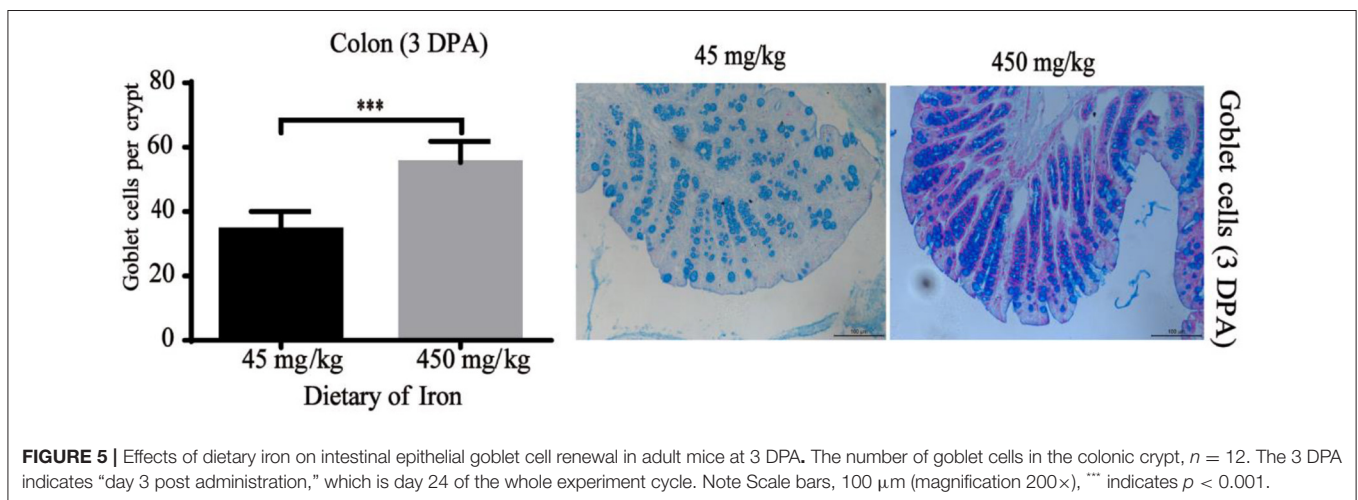 Colon (3 DPA)
Goblet cells per crypt
80
60
40
20
0
***
45 mg/kg
450 mg/kg
Dietary of Iron
45 mg/kg
450 mg/kg
Goblet cells (3 DPA)
100 μm
100 μm
FIGURE 5 | Effects of dietary iron on intestinal epithelial goblet cell renewal in adult mice at 3 DPA. The number of goblet cells in the colonic crypt, n = 12. The 3 DPA
indicates “day 3 post administration,” which is day 24 of the whole experiment cycle. Note Scale bars, 100 μm (magnification 200×), *** indicates p < 0.001.